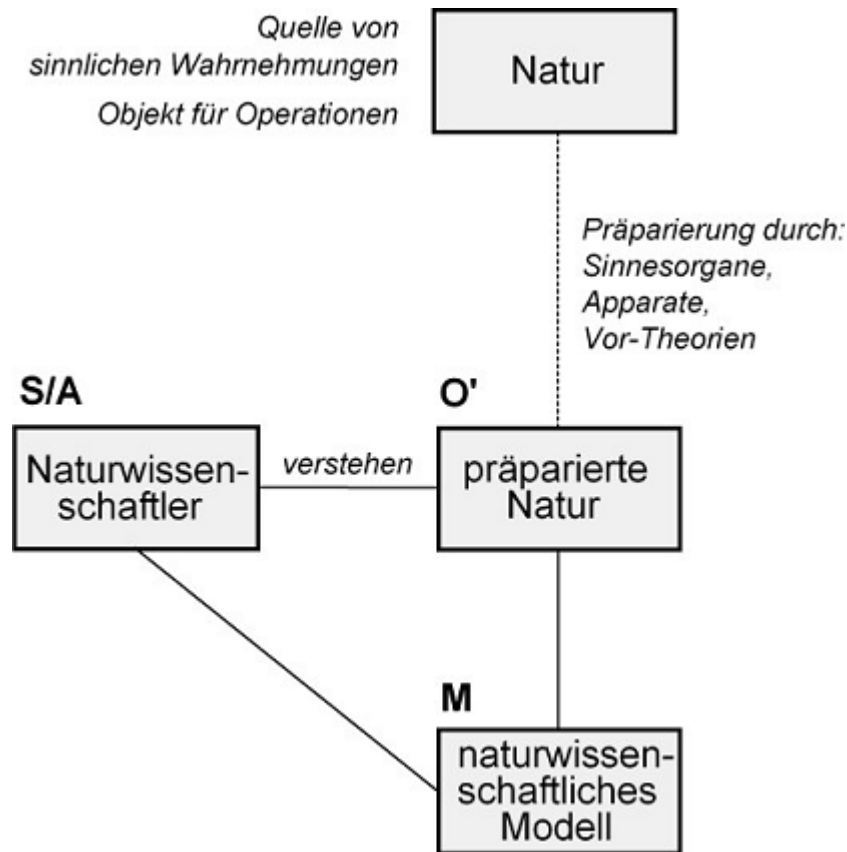 Quelle von
sinnlichen Wahrnehmungen
Objekt für Operationen
Natur
Präparierung durch:
Sinnesorgane,
Apparate,
Vor-Theorien
S/A
Naturwissen-
schaftler
verstehen
O'
präparierte
Natur
M
naturwissen-
schaftliches
Modell